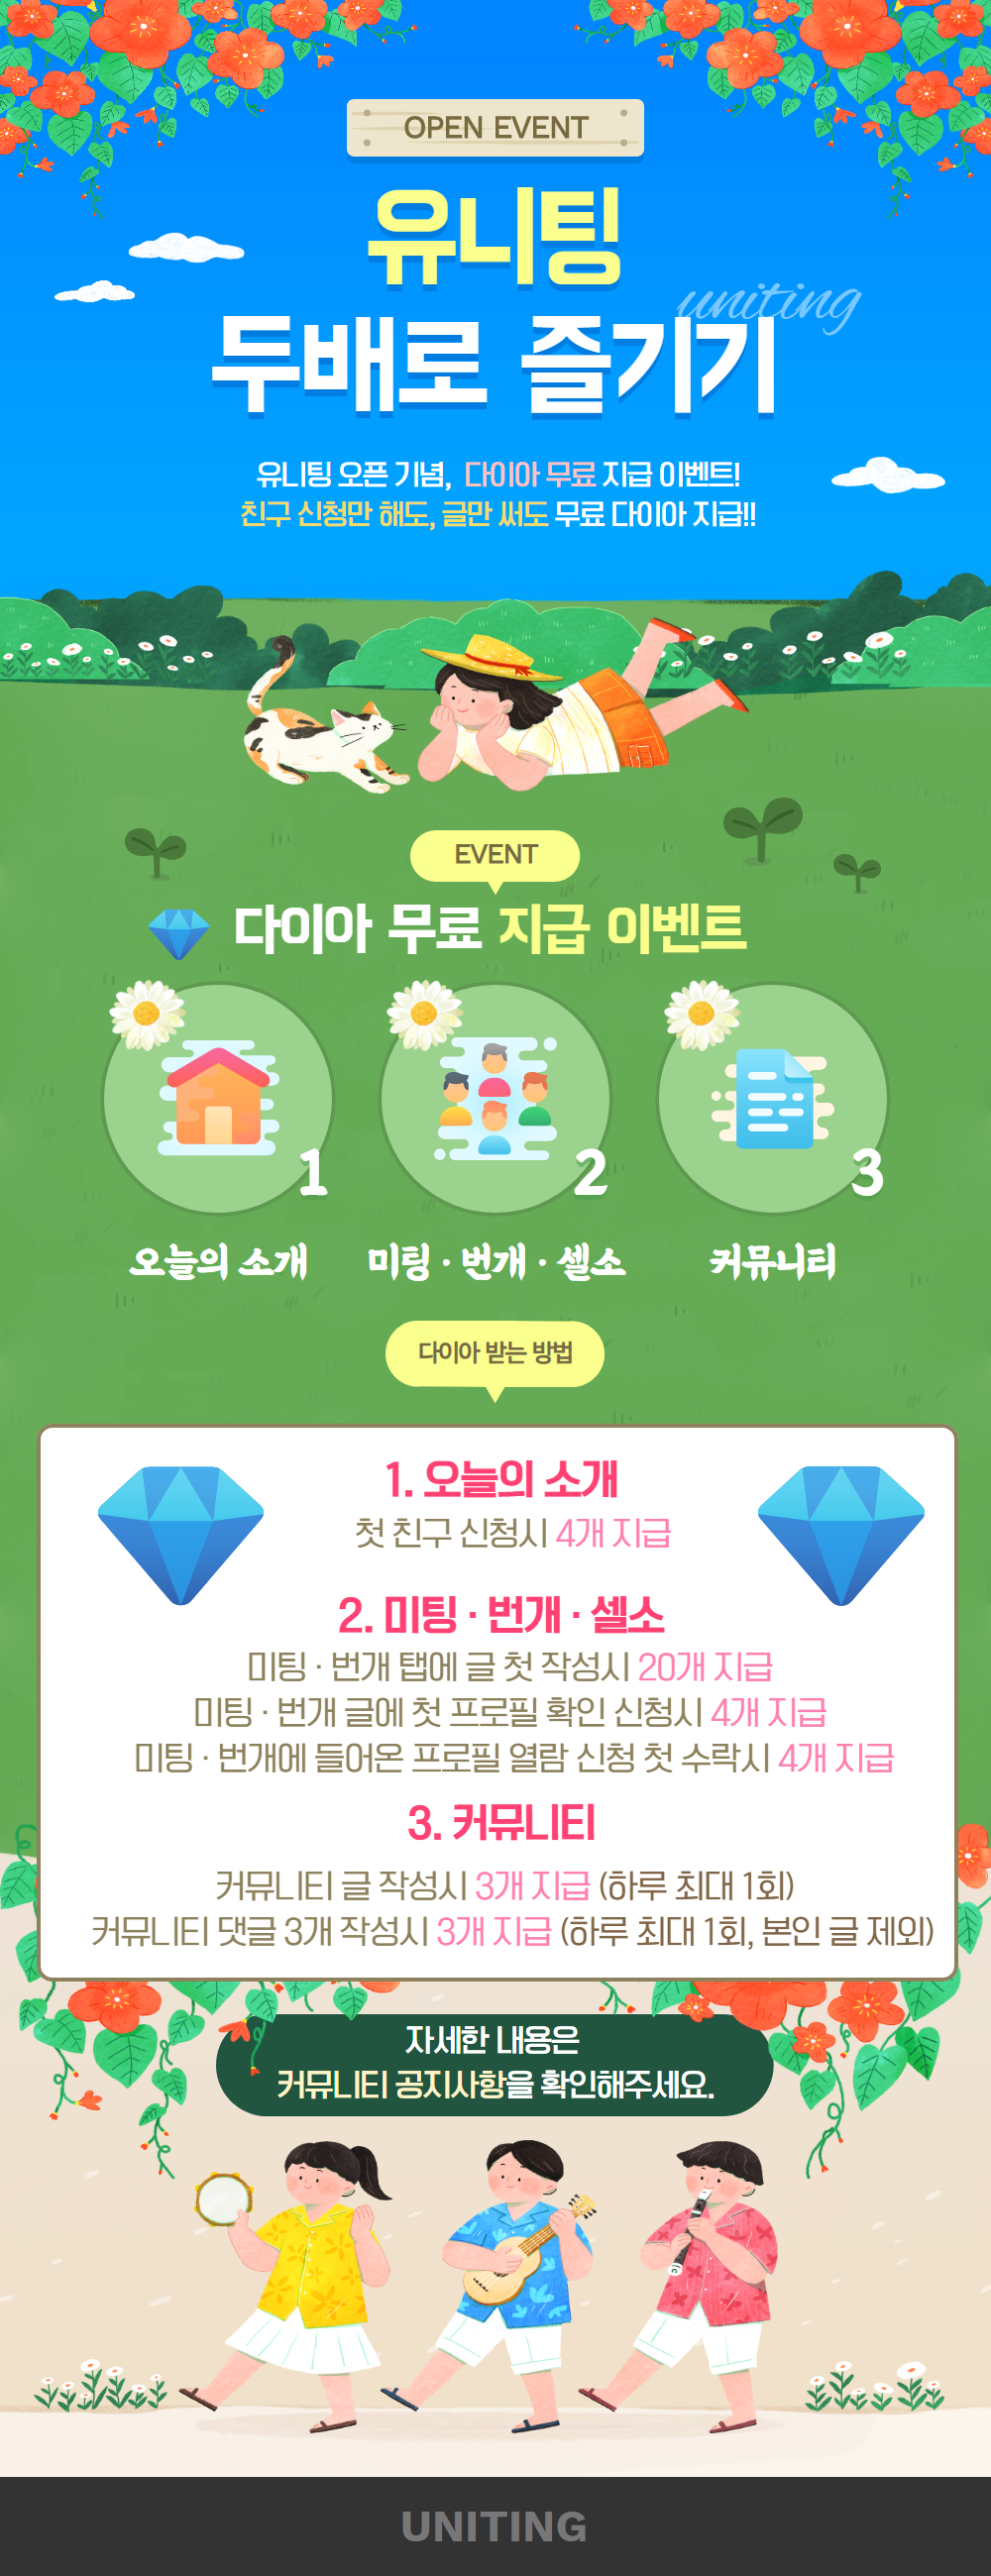 OPEN EVENT
유니팅
uniting
두배로 즐기기
유니팅 오픈 기념, 다이아 무료 지급 이벤트!
친구 신청만 해도, 글만 써도 무료 다이아 지급!!
EVENT
다이아 무료 지급 이벤트
1
2
3
오늘의 소개
미팅 · 번개 · 셀소
커뮤니티
다이아 받는 방법
1. 오늘의 소개
첫 친구 신청시 4개 지급
2. 미팅 · 번개 · 셀소
미팅 · 번개 탭에 글 첫 작성시 20개 지급
미팅 · 번개 글에 첫 프로필 확인 신청시 4개 지급
미팅 · 번개에 들어온 프로필 열람 신청 첫 수락시 4개 지급
3. 커뮤니티
커뮤니티 글 작성시 3개 지급 (하루 최대 1회)
커뮤니티 댓글 3개 작성시 3개 지급 (하루 최대 1회, 본인 글 제외)
자세한 내용은
커뮤니티 공지사항을 확인해주세요.
UNITING